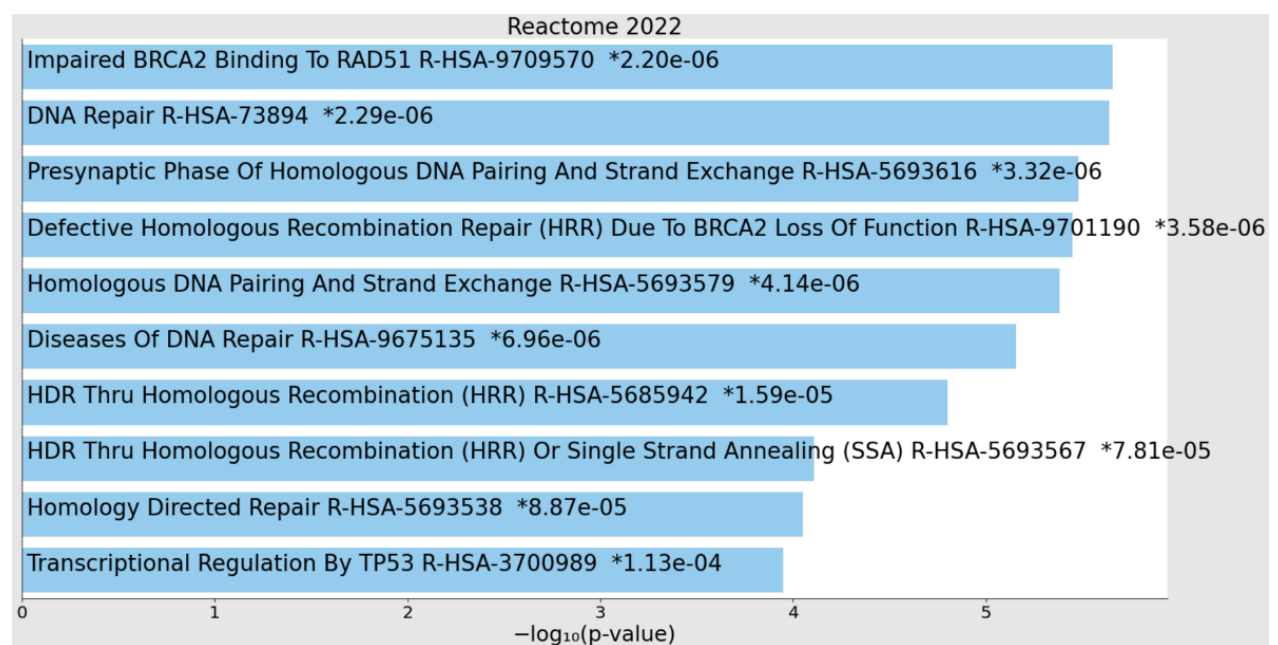 Reactome 2022
Impaired BRCA2 Binding To RAD51 R-HSA-9709570 *2.20e-06
DNA Repair R-HSA-73894 *2.29e-06
Presynaptic Phase Of Homologous DNA Pairing And Strand Exchange R-HSA-5693616 *3.32e-06
Defective Homologous Recombination Repair (HRR) Due To BRCA2 Loss Of Function R-HSA-9701190 *3.58e-06
Homologous DNA Pairing And Strand Exchange R-HSA-5693579 *4.14e-06
Diseases Of DNA Repair R-HSA-9675135 *6.96e-06
HDR Thru Homologous Recombination (HRR) R-HSA-5685942 *1.59e-05
HDR Thru Homologous Recombination (HRR) Or Single Strand Annealing (SSA) R-HSA-5693567 *7.81e-05
Homology Directed Repair R-HSA-5693538 *8.87e-05
Transcriptional Regulation By TP53 R-HSA-3700989 *1.13e-04
0 1 2 3 4 5
−log₁₀(p-value)